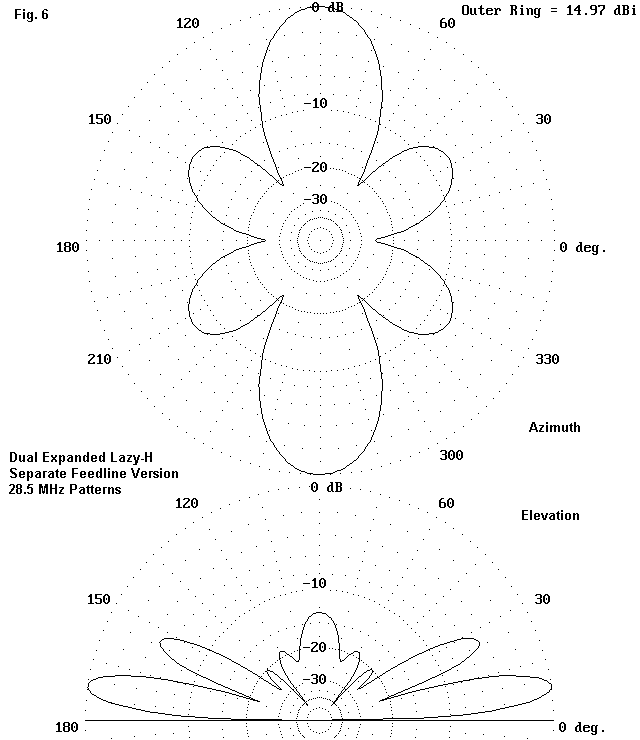 Fig. 6
120
0 dB
60
Outer Ring = 14.97 dBi
-10
150
30
-20
-30
180
0 deg.
210
330
Azimuth
300
Dual Expanded Lazy-H
Separate Feedline Version
28.5 MHz Patterns
0 dB
120
60
Elevation
-10
150
30
-20
-30
180
0 deg.